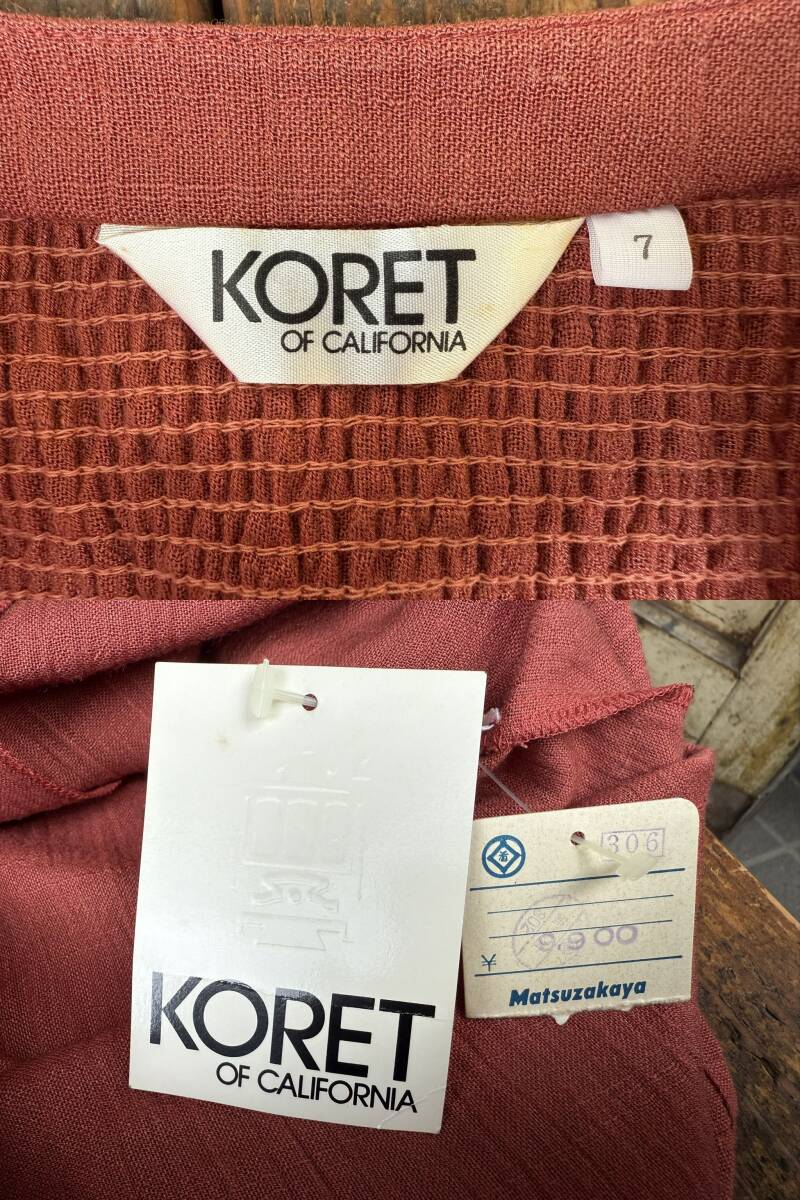 KORET
OF CALIFORNIA
7
306
¥ 9,900
Matsuzakaya
KORET
OF CALIFORNIA